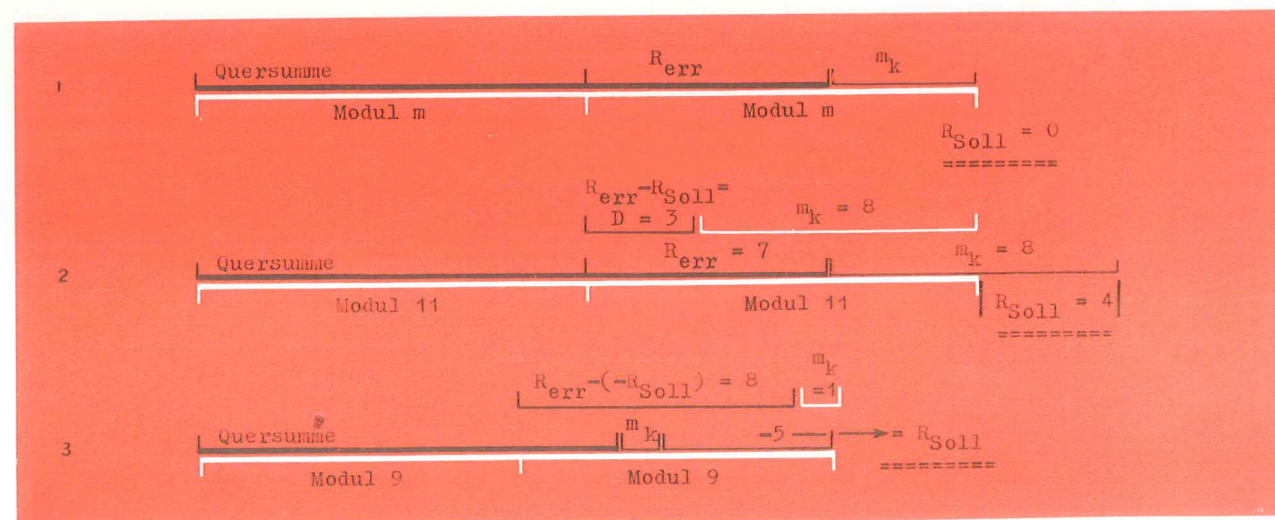 Quersumme R_err m_k
1
Modul m Modul m
R_Soll = 0
=========
R_err-R_Soll=
D = 3 m_k = 8
Quersumme R_err = 7 m_k = 8
2
Modul 11 Modul 11 R_Soll = 4
=========
R_err-(-R_Soll) = 8 m_k
=1
Quersumme m_k -5 = R_Soll
3
=========
Modul 9 Modul 9